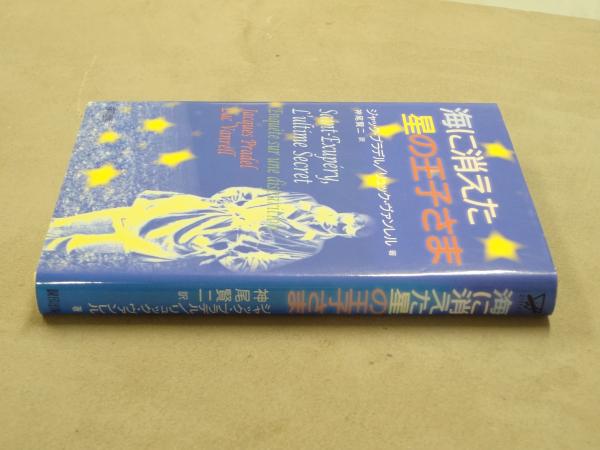 海に消えた
星の王子さま
ジャック・プラデル/リュック・ヴァンレル 著
神尾賢二 訳
Saint-Exupéry,
L'ultime Secret
Enquête sur une disparition
Jacques Pradel
Luc Vanrell
海に消えた星の王子さま
ジャック・プラデル/リュック・ヴァンレル 著
神尾賢二 訳